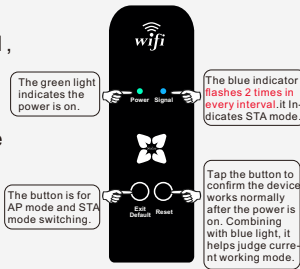 ,
e
wifi
The green light
indicates the
power is on.
The blue indicator
flashes 2 times in
every interval.it In-
dicates STA mode.
Power Signal
The button is for
AP mode and STA
mode switching.
Exit Reset
Default
Tap the button to
confirm the device
works normally
after the power is
on. Combining
with blue light, it
helps judge curre-
nt working mode.